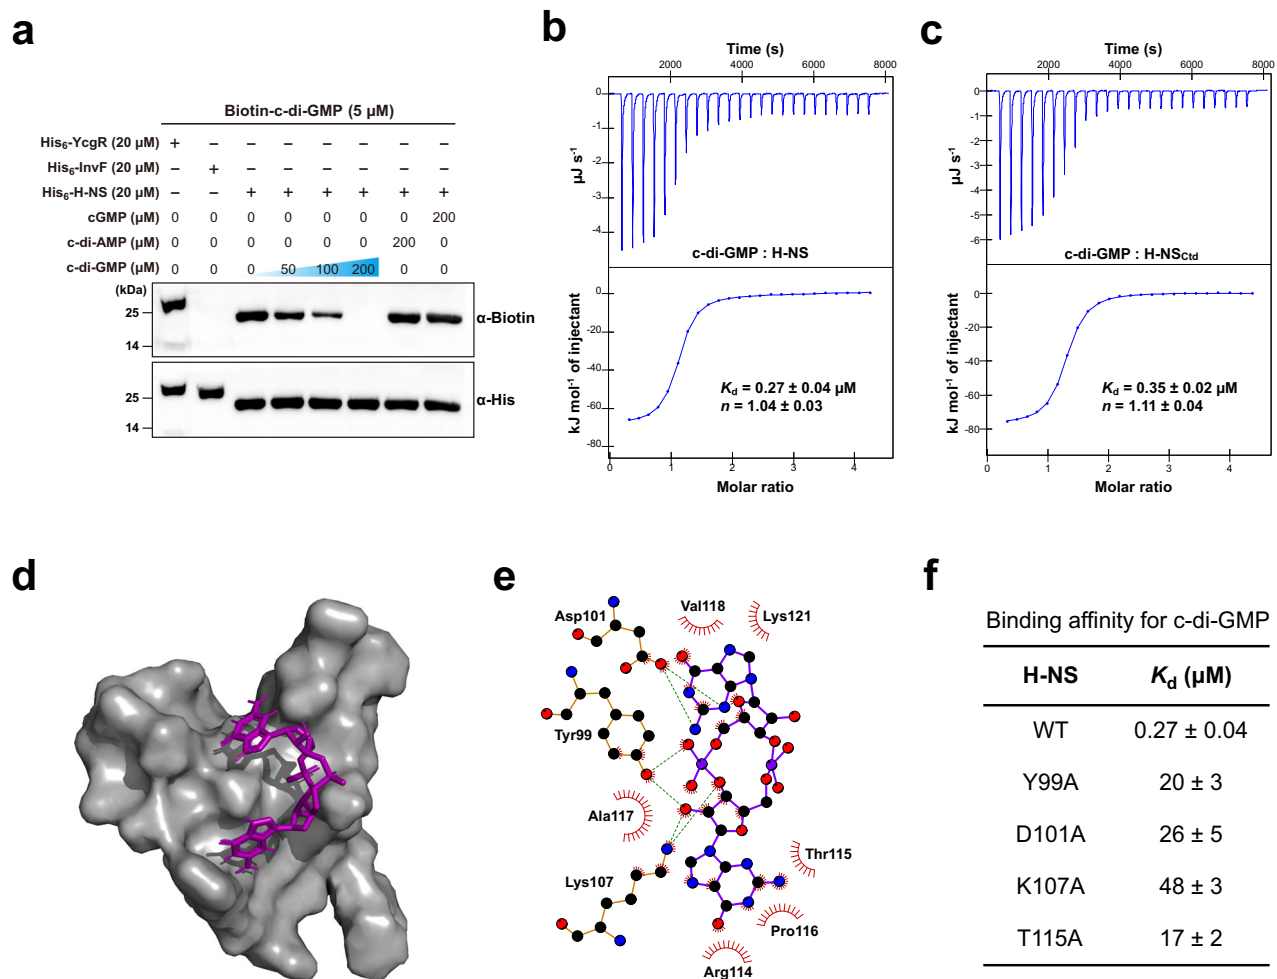 a
Biotin-c-di-GMP (5 µM)
His6-YcgR (20 µM) + – – – – – – –
His6-InvF (20 µM) – + – – – – – –
His6-H-NS (20 µM) – – + + + + + +
cGMP (µM) 0 0 0 0 0 0 0 200
c-di-AMP (µM) 0 0 0 0 0 0 200 0
c-di-GMP (µM) 0 0 0 50 100 200 0 0
(kDa)
25
14
α-Biotin
25
14
α-His
b
Time (s)
2000 4000 6000 8000
0
-1
-2
-3
-4
µJ s-1
c-di-GMP : H-NS
0
-20
-40
-60
-80
kJ mol-1 of injectant
Kd = 0.27 ± 0.04 µM
n = 1.04 ± 0.03
0 1 2 3 4
Molar ratio
c
Time (s)
2000 4000 6000 8000
0
-1
-2
-3
-4
-5
-6
µJ s-1
c-di-GMP : H-NSCtd
0
-20
-40
-60
-80
kJ mol-1 of injectant
Kd = 0.35 ± 0.02 µM
n = 1.11 ± 0.04
0 1 2 3 4
Molar ratio
d
e
Asp101
Val118
Lys121
Tyr99
Ala117
Thr115
Lys107
Pro116
Arg114
f
Binding affinity for c-di-GMP
H-NS Kd (µM)
WT 0.27 ± 0.04
Y99A 20 ± 3
D101A 26 ± 5
K107A 48 ± 3
T115A 17 ± 2